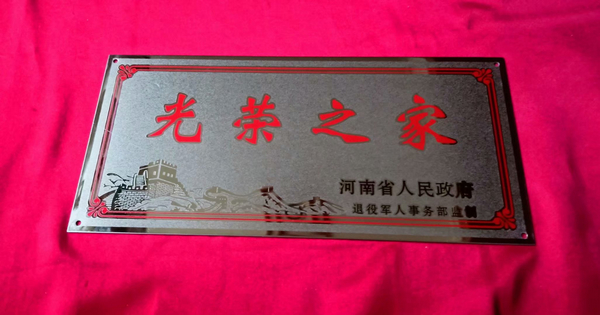 光荣之家
河南省人民政府
退役军人事务部监制